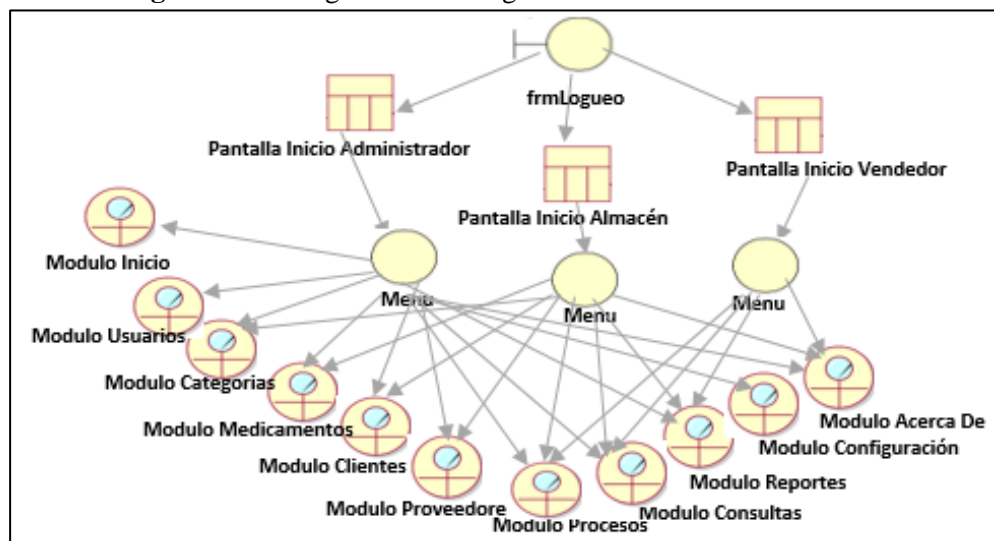 frmLogueo
Pantalla Inicio Administrador
Pantalla Inicio Vendedor
Pantalla Inicio Almacén
Modulo Inicio
Menu
Menu
Menu
Modulo Usuarios
Modulo Categorias
Modulo Medicamentos
Modulo Acerca De
Modulo Configuración
Modulo Clientes
Modulo Reportes
Modulo Proveedore
Modulo Consultas
Modulo Procesos